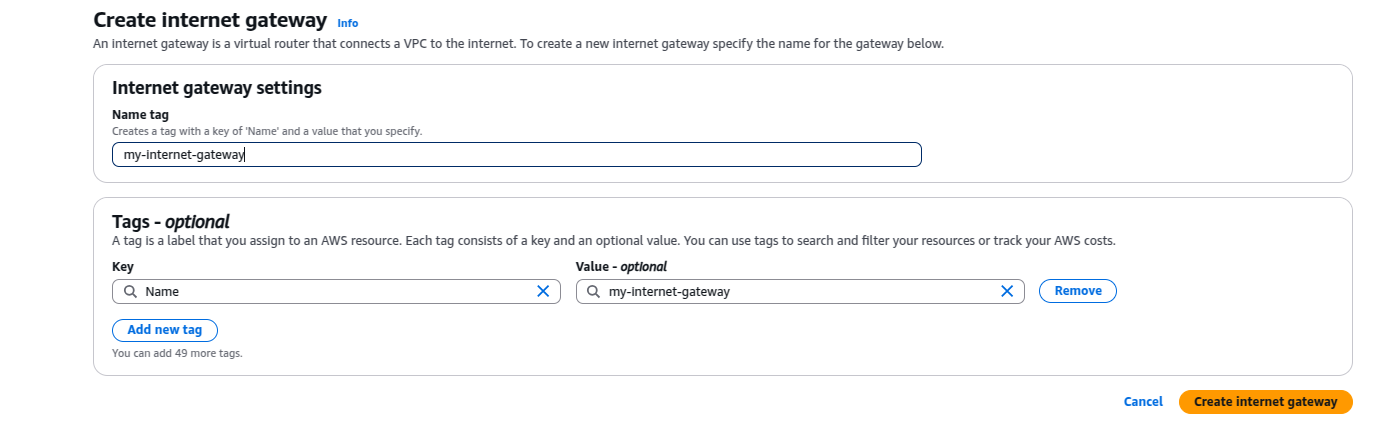 Create internet gateway Info
An internet gateway is a virtual router that connects a VPC to the internet. To create a new internet gateway specify the name for the gateway below.
Internet gateway settings
Name tag
Creates a tag with a key of 'Name' and a value that you specify.
my-internet-gateway
Tags - optional
A tag is a label that you assign to an AWS resource. Each tag consists of a key and an optional value. You can use tags to search and filter your resources or track your AWS costs.
Key Value - optional
Name my-internet-gateway Remove
Add new tag
You can add 49 more tags.
Cancel Create internet gateway